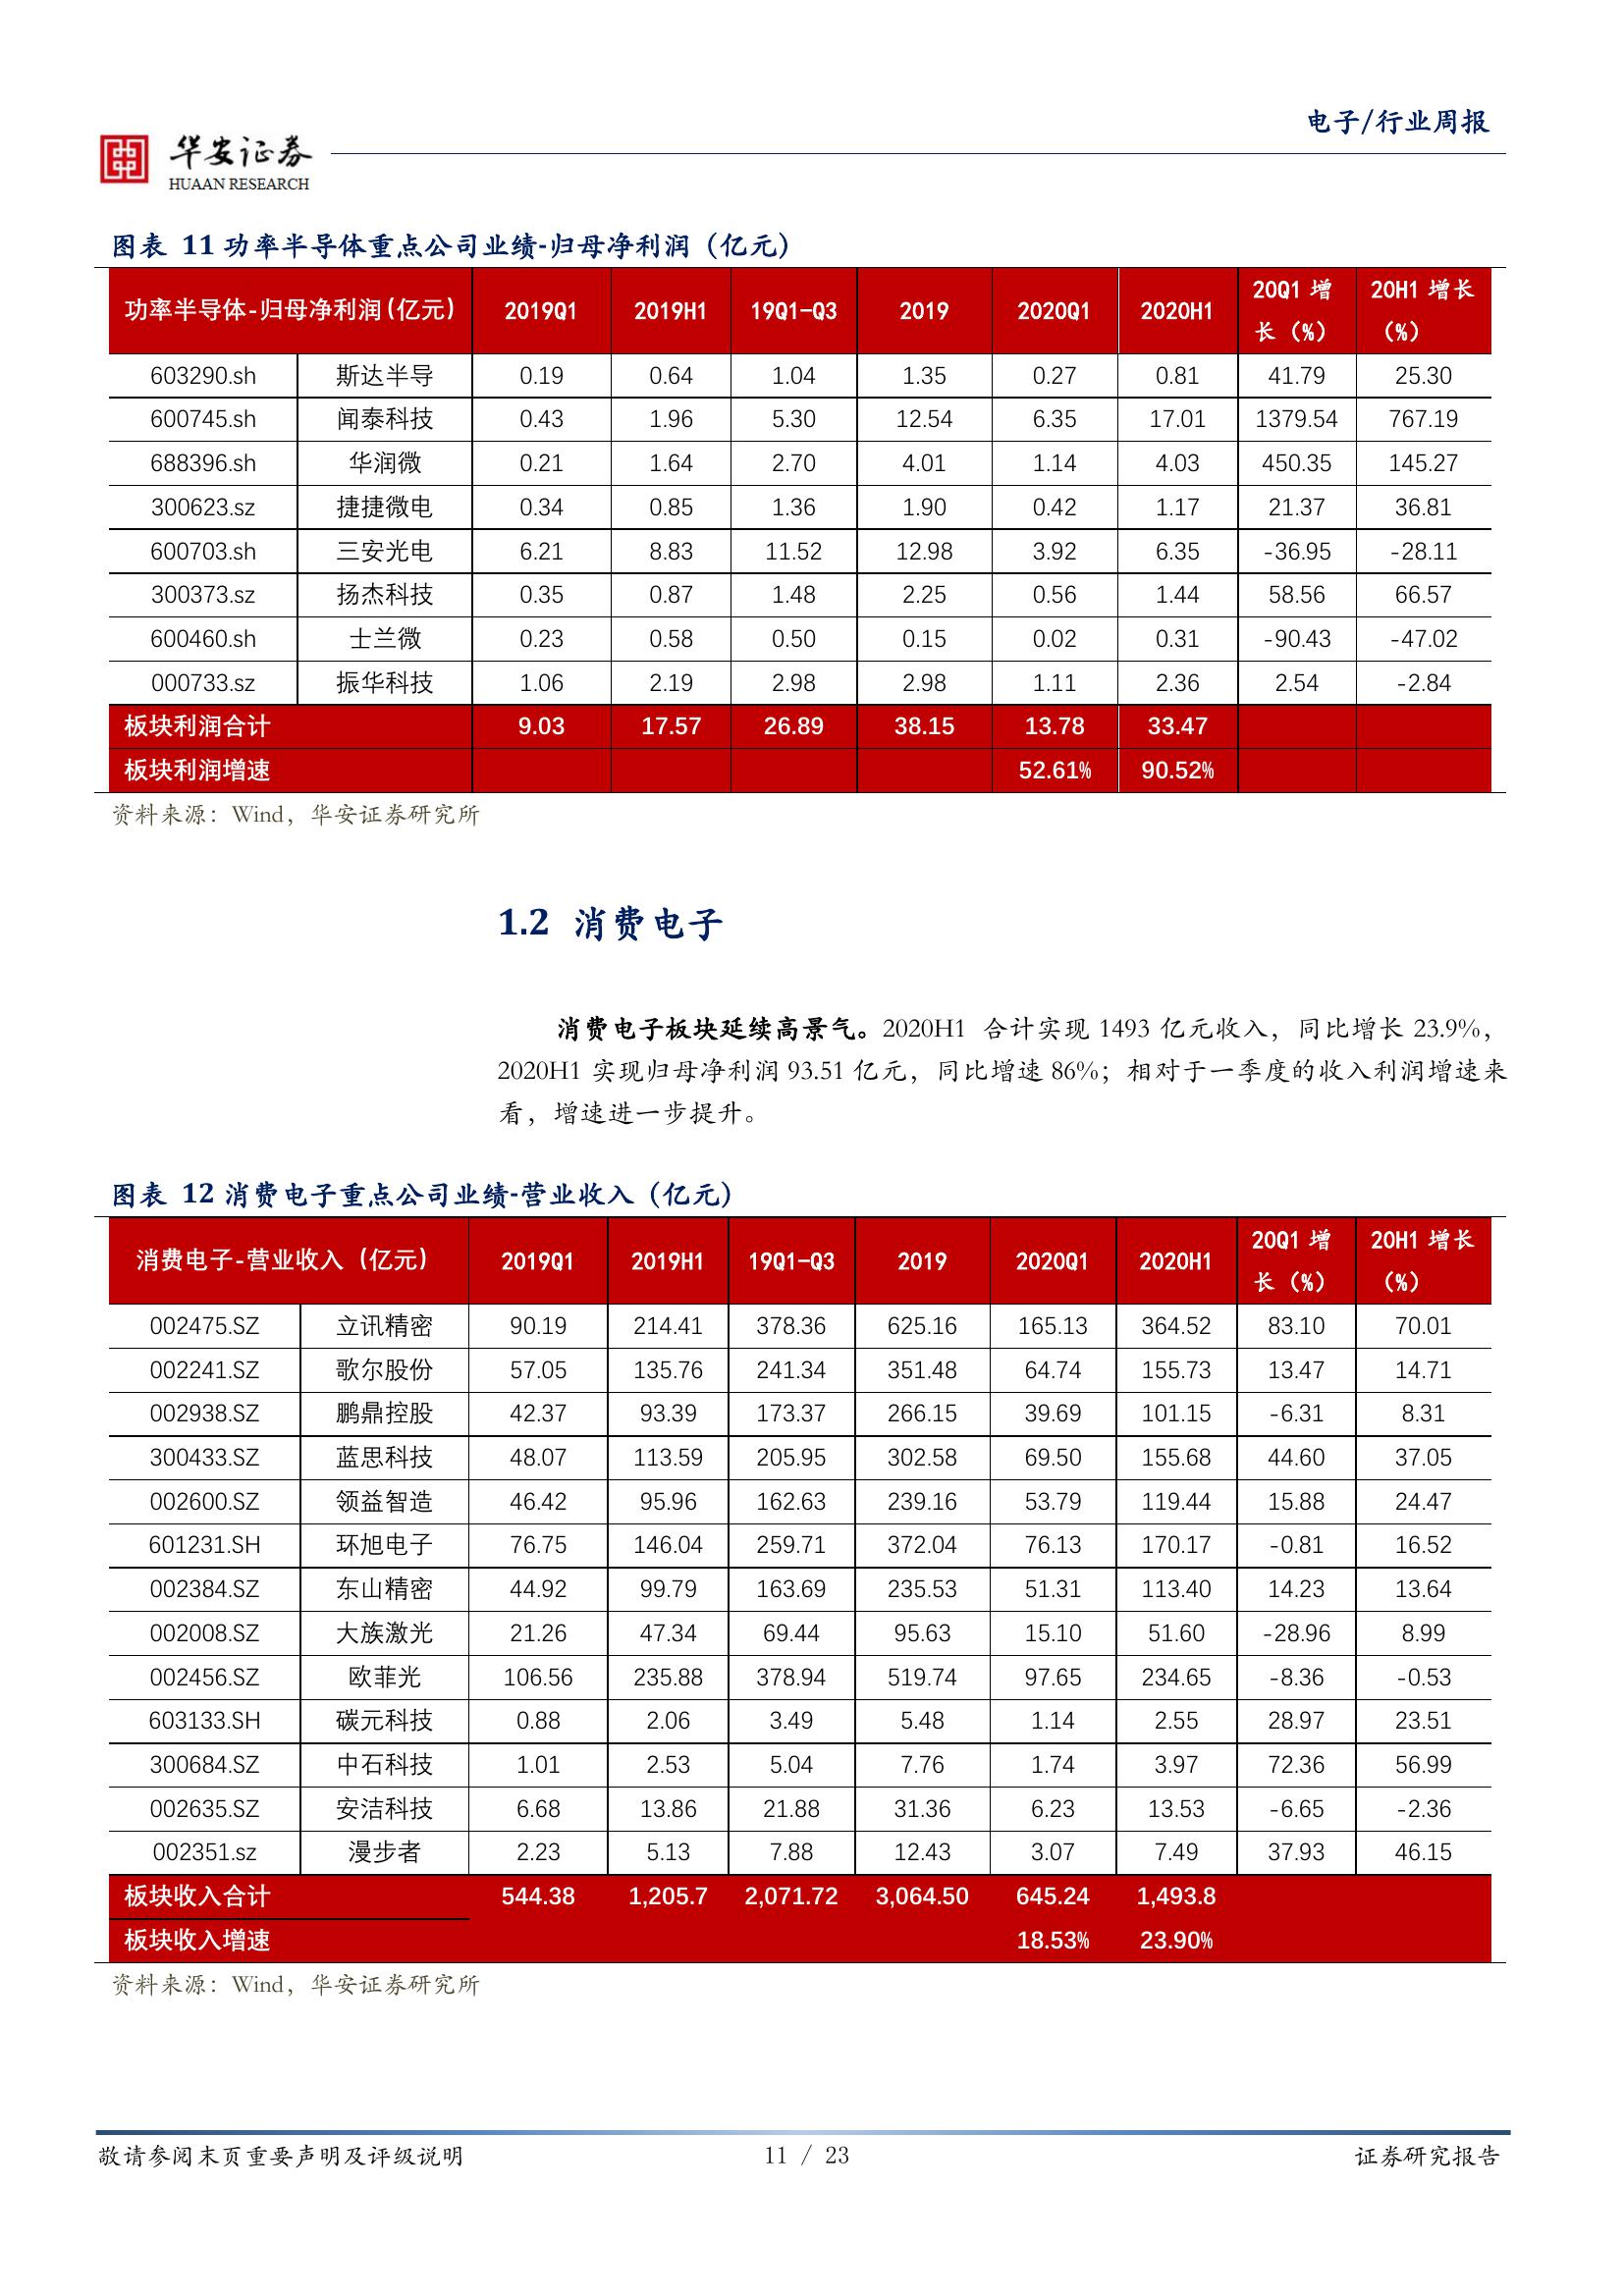 电子/行业周报
华安证券
HUAAN RESEARCH
图表 11 功率半导体重点公司业绩-归母净利润（亿元）
功率半导体-归母净利润(亿元) 2019Q1 2019H1 19Q1-Q3 2019 2020Q1 2020H1 20Q1 增长（%） 20H1 增长（%）
603290.sh 斯达半导 0.19 0.64 1.04 1.35 0.27 0.81 41.79 25.30
600745.sh 闻泰科技 0.43 1.96 5.30 12.54 6.35 17.01 1379.54 767.19
688396.sh 华润微 0.21 1.64 2.70 4.01 1.14 4.03 450.35 145.27
300623.sz 捷捷微电 0.34 0.85 1.36 1.90 0.42 1.17 21.37 36.81
600703.sh 三安光电 6.21 8.83 11.52 12.98 3.92 6.35 -36.95 -28.11
300373.sz 扬杰科技 0.35 0.87 1.48 2.25 0.56 1.44 58.56 66.57
600460.sh 士兰微 0.23 0.58 0.50 0.15 0.02 0.31 -90.43 -47.02
000733.sz 振华科技 1.06 2.19 2.98 2.98 1.11 2.36 2.54 -2.84
板块利润合计 9.03 17.57 26.89 38.15 13.78 33.47
板块利润增速 52.61% 90.52%
资料来源：Wind，华安证券研究所
1.2 消费电子
消费电子板块延续高景气。2020H1 合计实现 1493 亿元收入，同比增长 23.9%，
2020H1 实现归母净利润 93.51 亿元，同比增速 86%；相对于一季度的收入利润增速来
看，增速进一步提升。
图表 12 消费电子重点公司业绩-营业收入（亿元）
消费电子-营业收入（亿元） 2019Q1 2019H1 19Q1-Q3 2019 2020Q1 2020H1 20Q1 增长（%） 20H1 增长（%）
002475.SZ 立讯精密 90.19 214.41 378.36 625.16 165.13 364.52 83.10 70.01
002241.SZ 歌尔股份 57.05 135.76 241.34 351.48 64.74 155.73 13.47 14.71
002938.SZ 鹏鼎控股 42.37 93.39 173.37 266.15 39.69 101.15 -6.31 8.31
300433.SZ 蓝思科技 48.07 113.59 205.95 302.58 69.50 155.68 44.60 37.05
002600.SZ 领益智造 46.42 95.96 162.63 239.16 53.79 119.44 15.88 24.47
601231.SH 环旭电子 76.75 146.04 259.71 372.04 76.13 170.17 -0.81 16.52
002384.SZ 东山精密 44.92 99.79 163.69 235.53 51.31 113.40 14.23 13.64
002008.SZ 大族激光 21.26 47.34 69.44 95.63 15.10 51.60 -28.96 8.99
002456.SZ 欧菲光 106.56 235.88 378.94 519.74 97.65 234.65 -8.36 -0.53
603133.SH 碳元科技 0.88 2.06 3.49 5.48 1.14 2.55 28.97 23.51
300684.SZ 中石科技 1.01 2.53 5.04 7.76 1.74 3.97 72.36 56.99
002635.SZ 安洁科技 6.68 13.86 21.88 31.36 6.23 13.53 -6.65 -2.36
002351.sz 漫步者 2.23 5.13 7.88 12.43 3.07 7.49 37.93 46.15
板块收入合计 544.38 1,205.7 2,071.72 3,064.50 645.24 1,493.8
板块收入增速 18.53% 23.90%
资料来源：Wind，华安证券研究所
敬请参阅末页重要声明及评级说明 11 / 23 证券研究报告